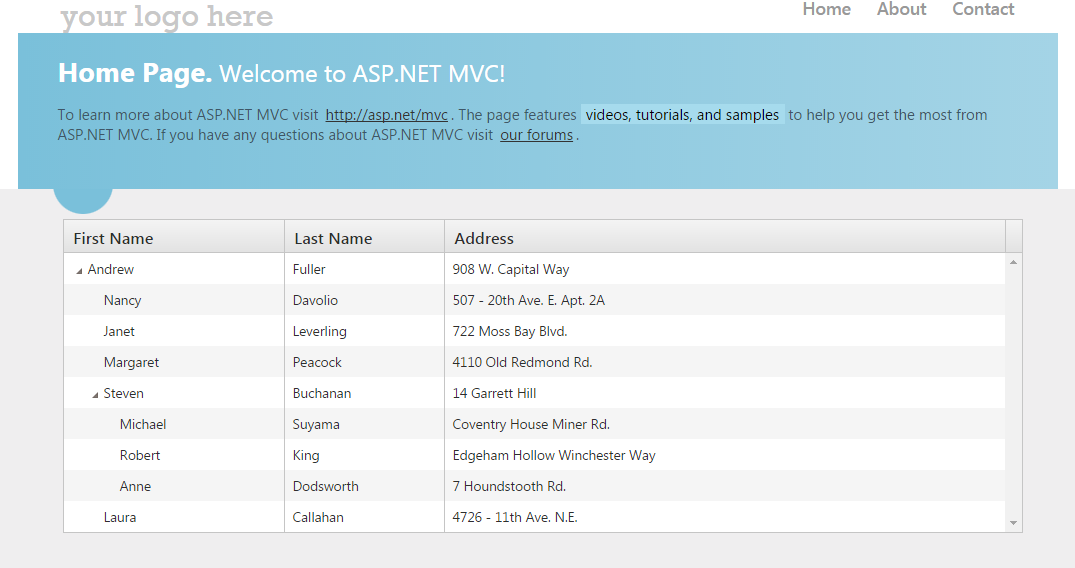 your logo here
Home About Contact
Home Page. Welcome to ASP.NET MVC!
To learn more about ASP.NET MVC visit http://asp.net/mvc. The page features videos, tutorials, and samples to help you get the most from
ASP.NET MVC. If you have any questions about ASP.NET MVC visit our forums.
First Name Last Name Address
Andrew Fuller 908 W. Capital Way
Nancy Davolio 507 - 20th Ave. E. Apt. 2A
Janet Leverling 722 Moss Bay Blvd.
Margaret Peacock 4110 Old Redmond Rd.
Steven Buchanan 14 Garrett Hill
Michael Suyama Coventry House Miner Rd.
Robert King Edgeham Hollow Winchester Way
Anne Dodsworth 7 Houndstooth Rd.
Laura Callahan 4726 - 11th Ave. N.E.